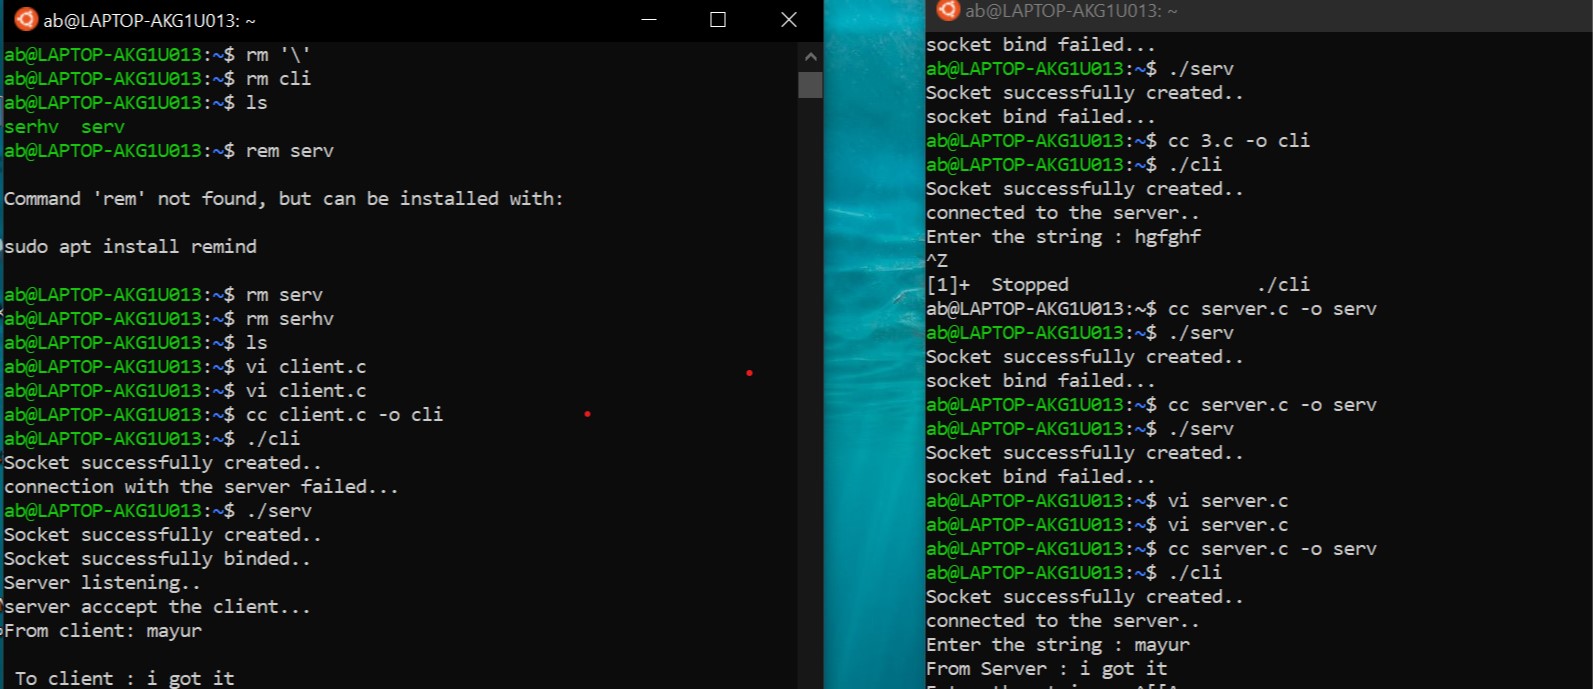 ab@LAPTOP-AKG1U013: ~
ab@LAPTOP-AKG1U013:~$ rm '\'
ab@LAPTOP-AKG1U013:~$ rm cli
ab@LAPTOP-AKG1U013:~$ ls
serhv  serv
ab@LAPTOP-AKG1U013:~$ rem serv
Command 'rem' not found, but can be installed with:
sudo apt install remind
ab@LAPTOP-AKG1U013:~$ rm serv
ab@LAPTOP-AKG1U013:~$ rm serhv
ab@LAPTOP-AKG1U013:~$ ls
ab@LAPTOP-AKG1U013:~$ vi client.c
ab@LAPTOP-AKG1U013:~$ vi client.c
ab@LAPTOP-AKG1U013:~$ cc client.c -o cli
ab@LAPTOP-AKG1U013:~$ ./cli
Socket successfully created..
connection with the server failed...
ab@LAPTOP-AKG1U013:~$ ./serv
Socket successfully created..
Socket successfully binded..
Server listening..
server acccept the client...
From client: mayur
To client : i got it
ab@LAPTOP-AKG1U013: ~
socket bind failed...
ab@LAPTOP-AKG1U013:~$ ./serv
Socket successfully created..
socket bind failed...
ab@LAPTOP-AKG1U013:~$ cc 3.c -o cli
ab@LAPTOP-AKG1U013:~$ ./cli
Socket successfully created..
connected to the server..
Enter the string : hgfghf
^Z
[1]+  Stopped                 ./cli
ab@LAPTOP-AKG1U013:~$ cc server.c -o serv
ab@LAPTOP-AKG1U013:~$ ./serv
Socket successfully created..
socket bind failed...
ab@LAPTOP-AKG1U013:~$ cc server.c -o serv
ab@LAPTOP-AKG1U013:~$ ./serv
Socket successfully created..
socket bind failed...
ab@LAPTOP-AKG1U013:~$ vi server.c
ab@LAPTOP-AKG1U013:~$ vi server.c
ab@LAPTOP-AKG1U013:~$ cc server.c -o serv
ab@LAPTOP-AKG1U013:~$ ./cli
Socket successfully created..
connected to the server..
Enter the string : mayur
From Server : i got it